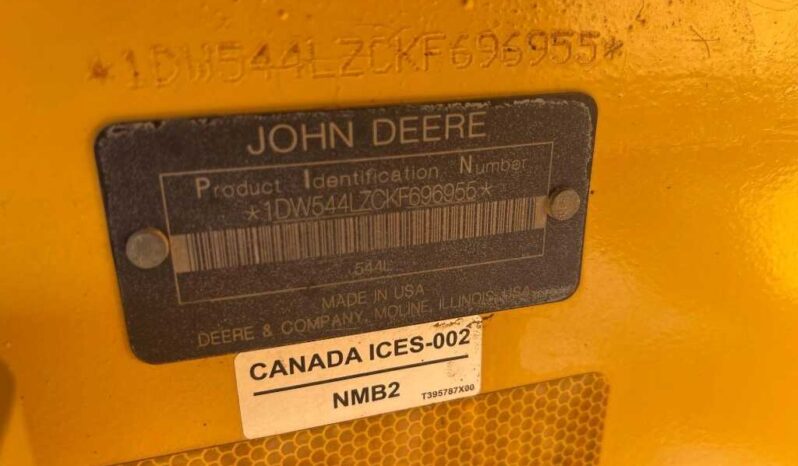 *1DW544LZCKF696955*
JOHN DEERE
Product Identification Number
*1DW544LZCKF696955*
544L
MADE IN USA
DEERE & COMPANY, MOLINE, ILLINOIS, USA
CANADA ICES-002
NMB2
T395787X00